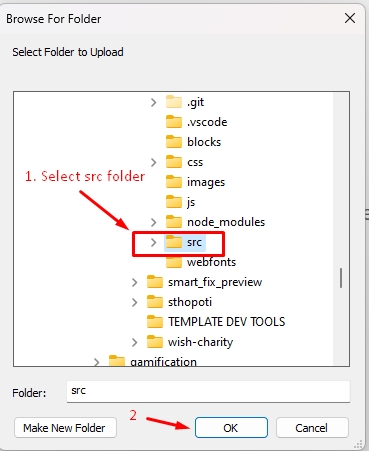 Browse For Folder
Select Folder to Upload
.git
.vscode
blocks
css
images
1. Select src folder
js
node_modules
src
webfonts
smart_fix_preview
sthopoti
TEMPLATE DEV TOOLS
wish-charity
gamification
Folder: src
2
Make New Folder OK Cancel